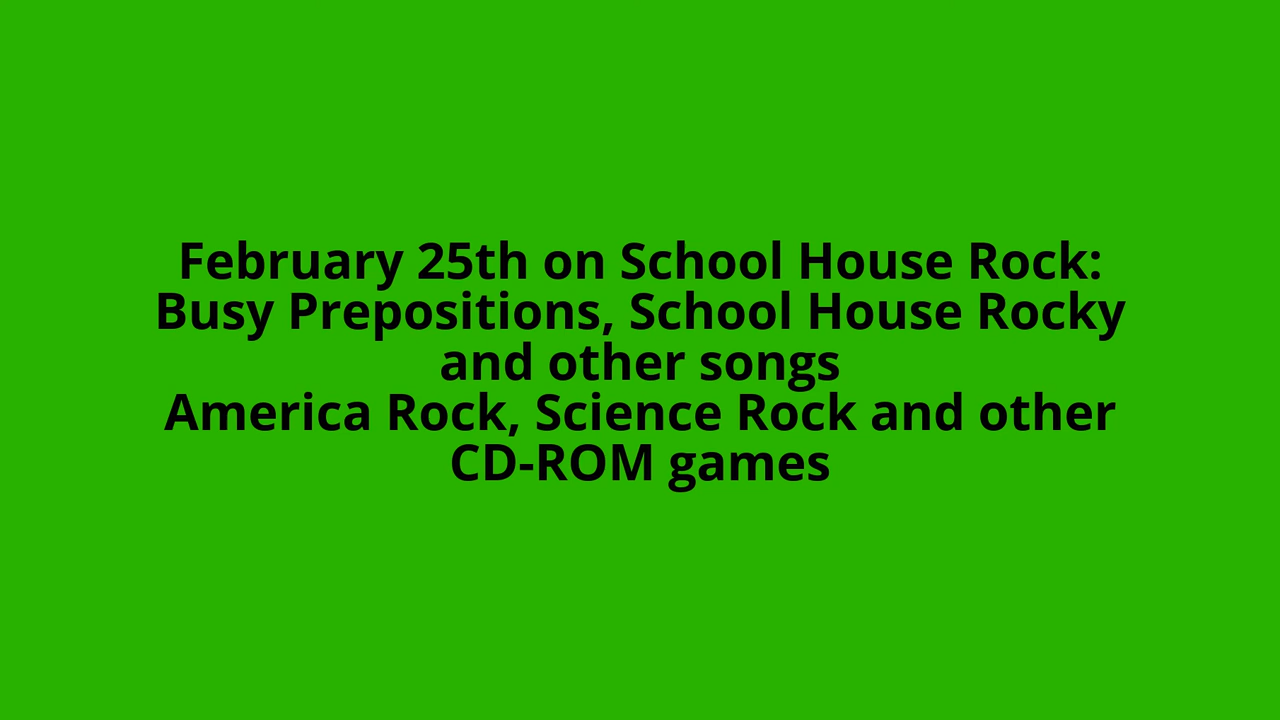 February 25th on School House Rock:
Busy Prepositions, School House Rocky
and other songs
America Rock, Science Rock and other
CD-ROM games